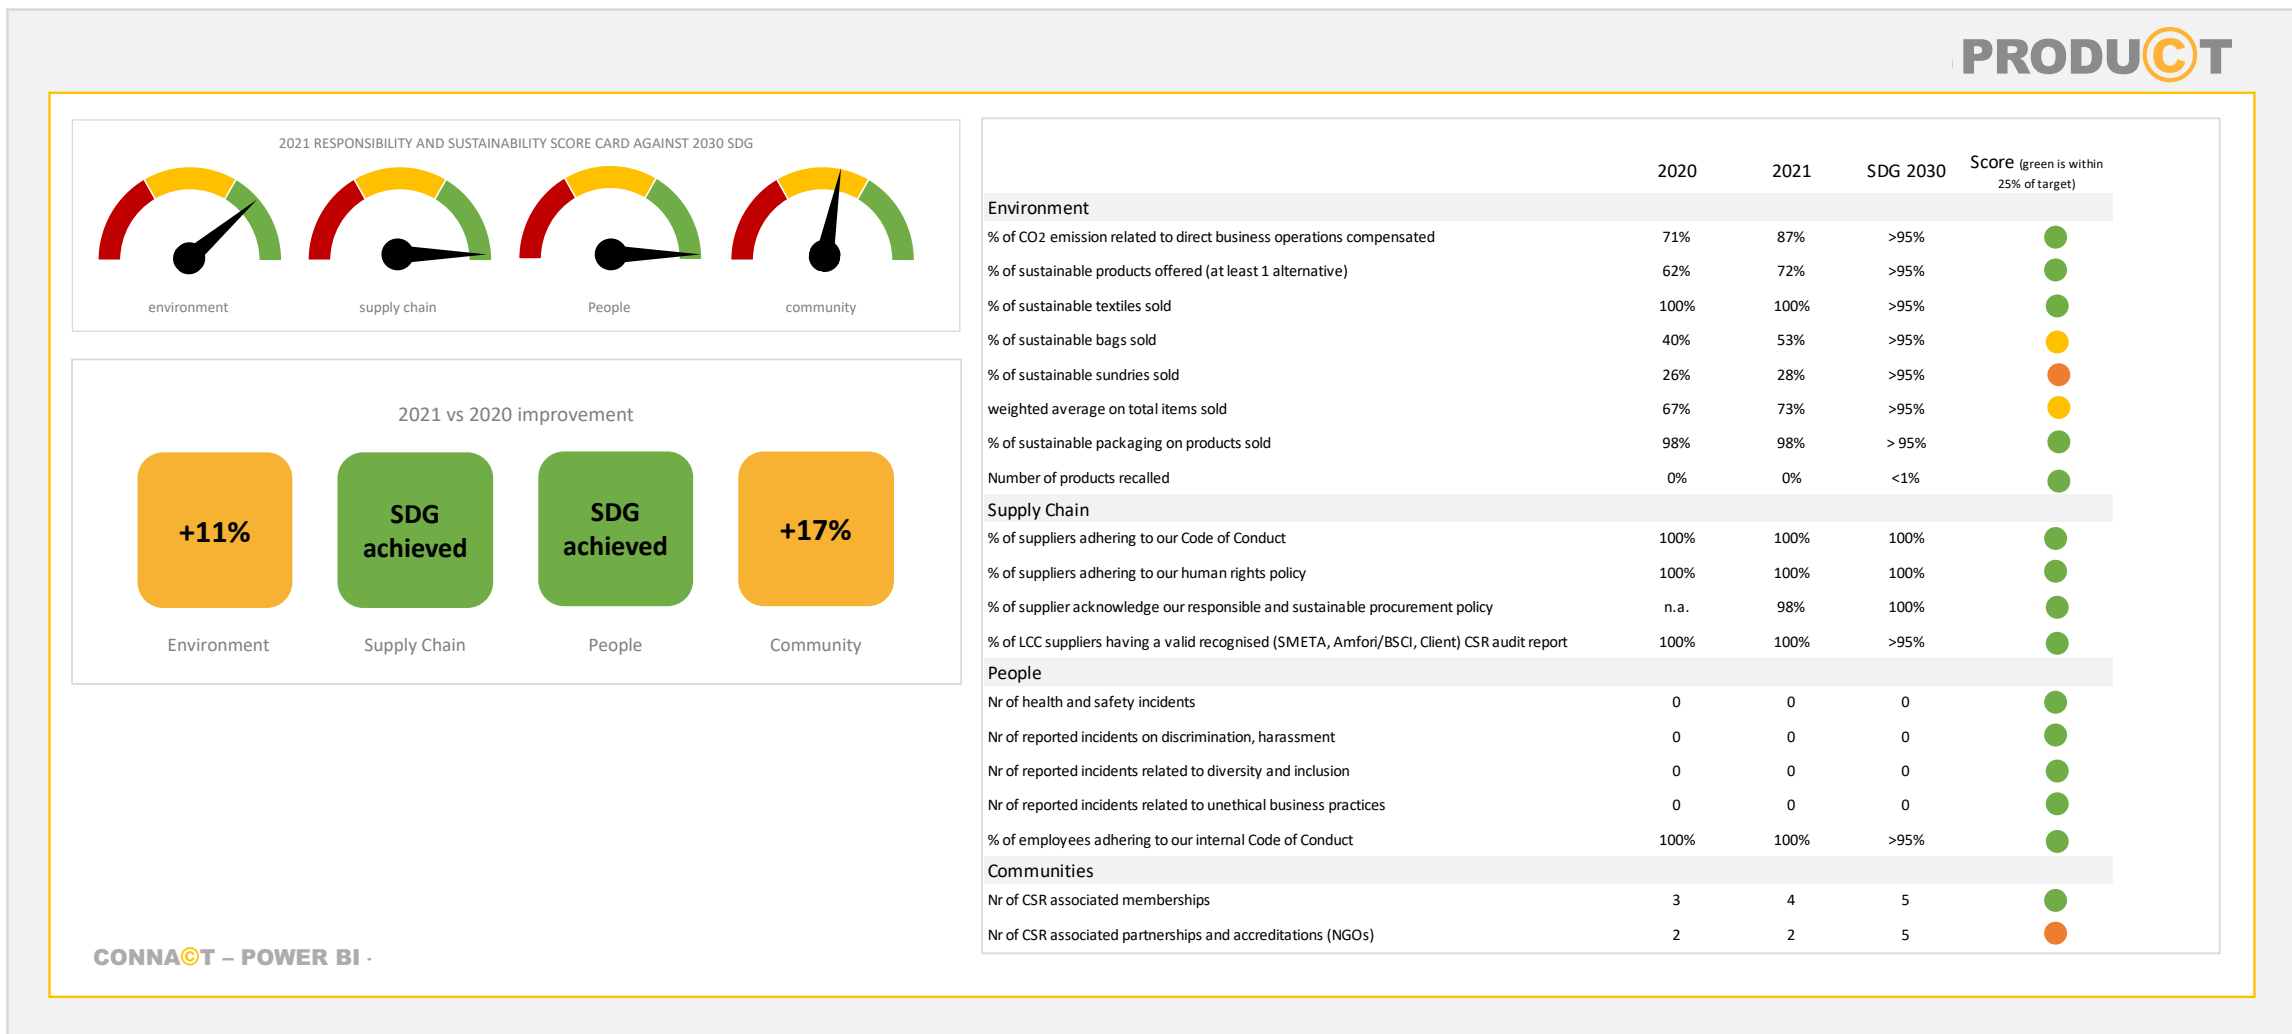 PRODU©T
2021 RESPONSIBILITY AND SUSTAINABILITY SCORE CARD AGAINST 2030 SDG
environment supply chain People community
2021 vs 2020 improvement
+11% SDG achieved SDG achieved +17%
Environment Supply Chain People Community
2020 2021 SDG 2030 Score (green is within
25% of target)
Environment
% of CO2 emission related to direct business operations compensated 71% 87% >95%
% of sustainable products offered (at least 1 alternative) 62% 72% >95%
% of sustainable textiles sold 100% 100% >95%
% of sustainable bags sold 40% 53% >95%
% of sustainable sundries sold 26% 28% >95%
weighted average on total items sold 67% 73% >95%
% of sustainable packaging on products sold 98% 98% > 95%
Number of products recalled 0% 0% <1%
Supply Chain
% of suppliers adhering to our Code of Conduct 100% 100% 100%
% of suppliers adhering to our human rights policy 100% 100% 100%
% of supplier acknowledge our responsible and sustainable procurement policy n.a. 98% 100%
% of LCC suppliers having a valid recognised (SMETA, Amfori/BSCI, Client) CSR audit report 100% 100% >95%
People
Nr of health and safety incidents 0 0 0
Nr of reported incidents on discrimination, harassment 0 0 0
Nr of reported incidents related to diversity and inclusion 0 0 0
Nr of reported incidents related to unethical business practices 0 0 0
% of employees adhering to our internal Code of Conduct 100% 100% >95%
Communities
Nr of CSR associated memberships 3 4 5
Nr of CSR associated partnerships and accreditations (NGOs) 2 2 5
CONNA©T – POWER BI -